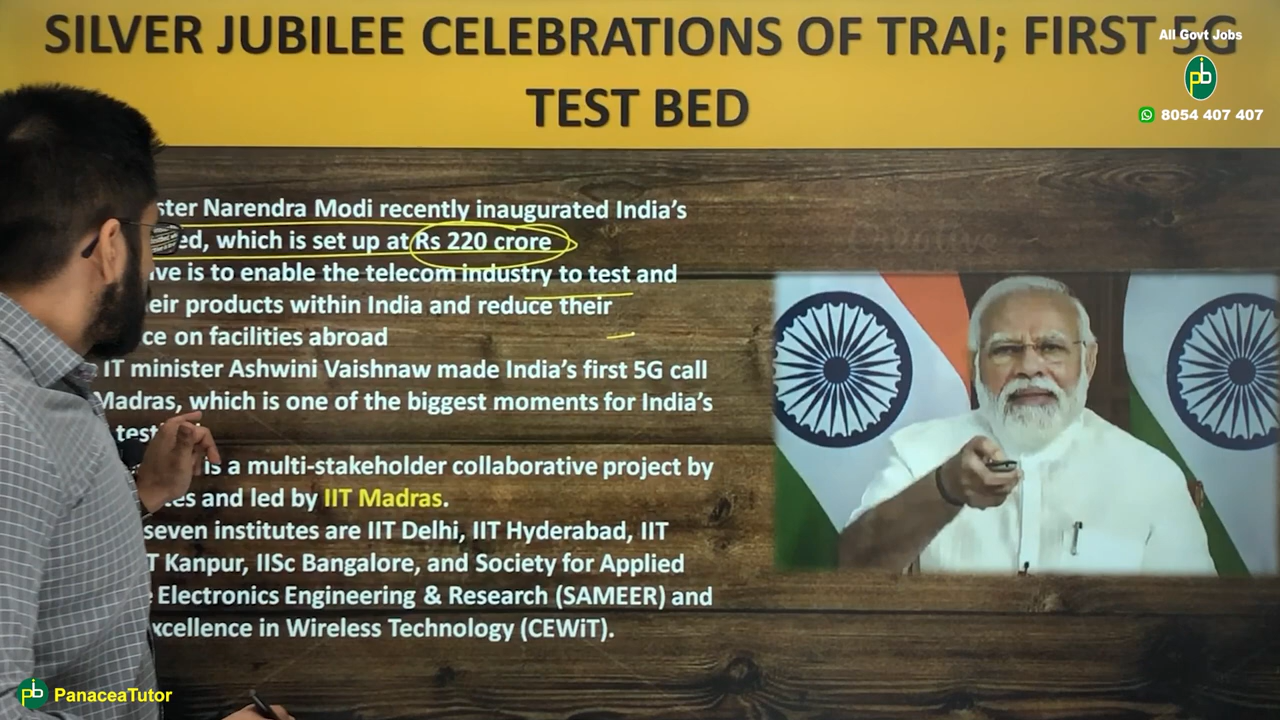 SILVER JUBILEE CELEBRATIONS OF TRAI; FIRST 5G
TEST BED
All Govt Jobs
pb
8054 407 407
ster Narendra Modi recently inaugurated India's
ed, which is set up at Rs 220 crore
ive is to enable the telecom industry to test and
eir products within India and reduce their
ce on facilities abroad
IT minister Ashwini Vaishnaw made India's first 5G call
Madras, which is one of the biggest moments for India's
test
is a multi-stakeholder collaborative project by
tes and led by IIT Madras.
seven institutes are IIT Delhi, IIT Hyderabad, IIT
T Kanpur, IISc Bangalore, and Society for Applied
Electronics Engineering & Research (SAMEER) and
xcellence in Wireless Technology (CEWiT).
pb PanaceaTutor